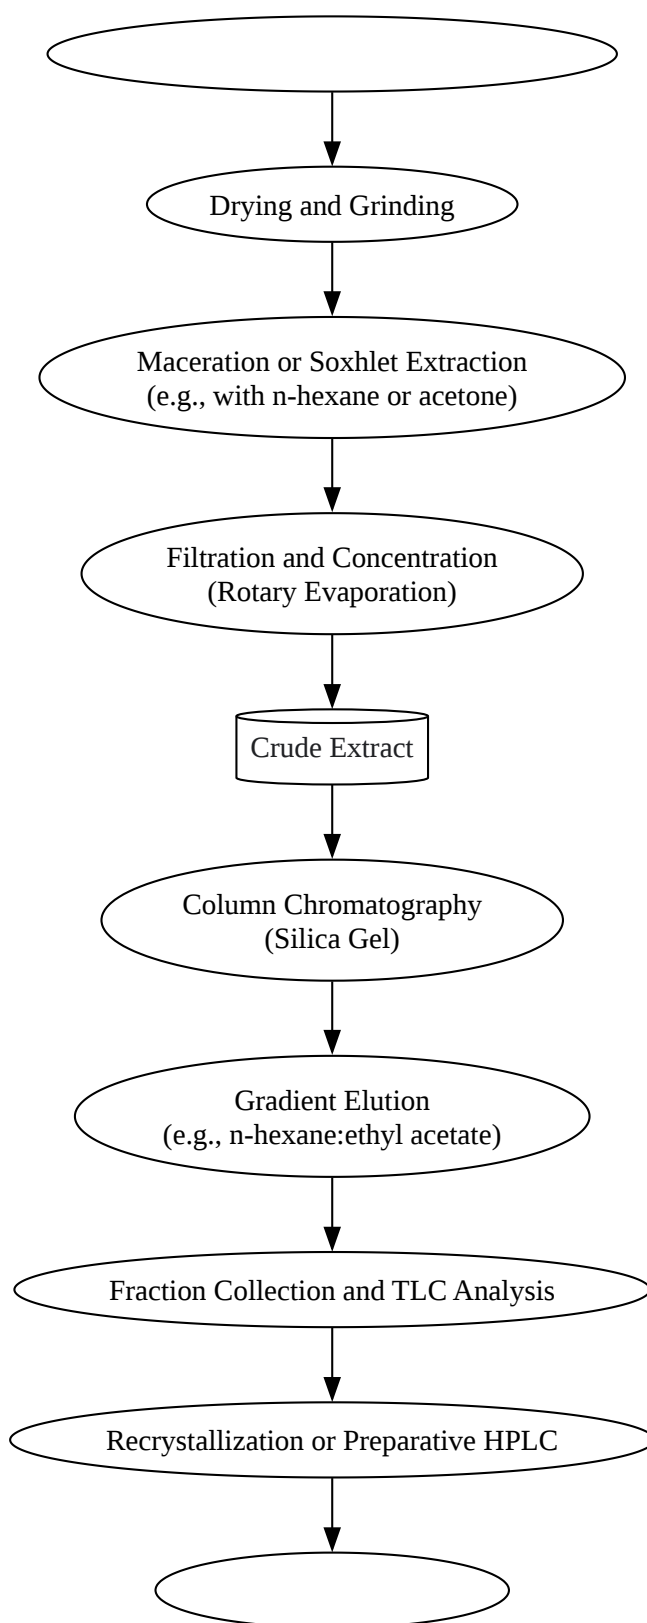 Drying and Grinding
Maceration or Soxhlet Extraction
(e.g., with n-hexane or acetone)
Filtration and Concentration
(Rotary Evaporation)
Crude Extract
Column Chromatography
(Silica Gel)
Gradient Elution
(e.g., n-hexane:ethyl acetate)
Fraction Collection and TLC Analysis
Recrystallization or Preparative HPLC